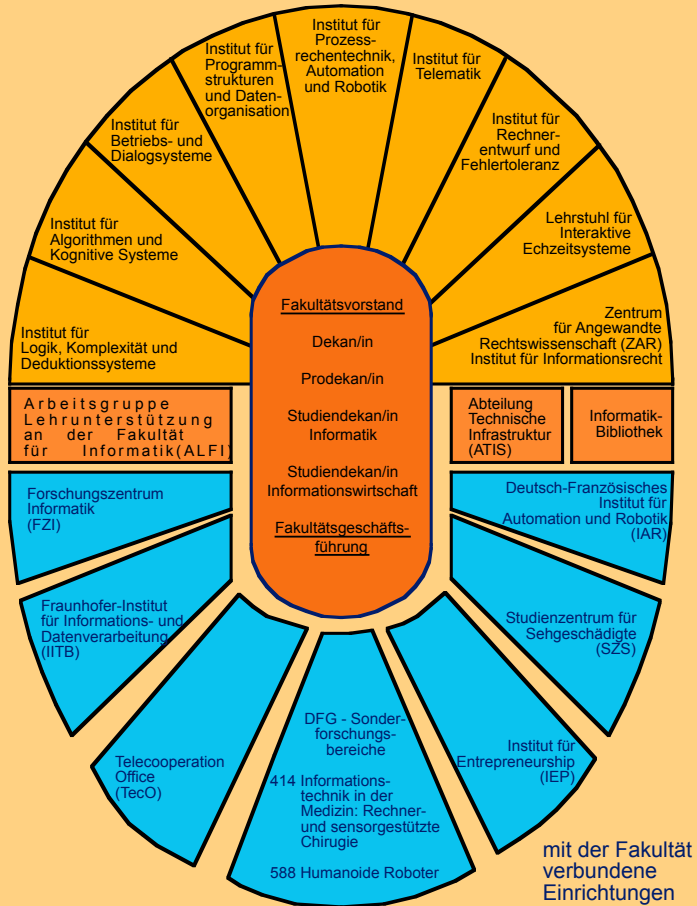 Institut für
Prozess-
rechentechnik,
Automation
und Robotik
Institut für
Programm-
strukturen
und Daten-
organisation
Institut für
Telematik
Institut für
Betriebs- und
Dialogsysteme
Institut für
Rechner-
entwurf und
Fehlertoleranz
Institut für
Algorithmen und
Kognitive Systeme
Lehrstuhl für
Interaktive
Echtzeitsysteme
Institut für
Logik, Komplexität und
Deduktionssysteme
Zentrum
für Angewandte
Rechtswissenschaft (ZAR)
Institut für Informationsrecht
Fakultätsvorstand
Dekan/in
Prodekan/in
Studiendekan/in
Informatik
Studiendekan/in
Informationswirtschaft
Fakultätsgeschäfts-
führung
Arbeitsgruppe
Lehrunterstützung
an der Fakultät
für Informatik(ALFI)
Abteilung
Technische
Infrastruktur
(ATIS)
Informatik-
Bibliothek
Forschungszentrum
Informatik
(FZI)
Deutsch-Französisches
Institut für
Automation und Robotik
(IAR)
Fraunhofer-Institut
für Informations- und
Datenverarbeitung
(IITB)
Studienzentrum für
Sehgeschädigte
(SZS)
Telecooperation
Office
(TecO)
DFG - Sonder-
forschungs-
bereiche
414 Informations-
technik in der
Medizin: Rechner-
und sensorgestützte
Chirugie
588 Humanoide Roboter
Institut für
Entrepreneurship
(IEP)
mit der Fakultät
verbundene
Einrichtungen